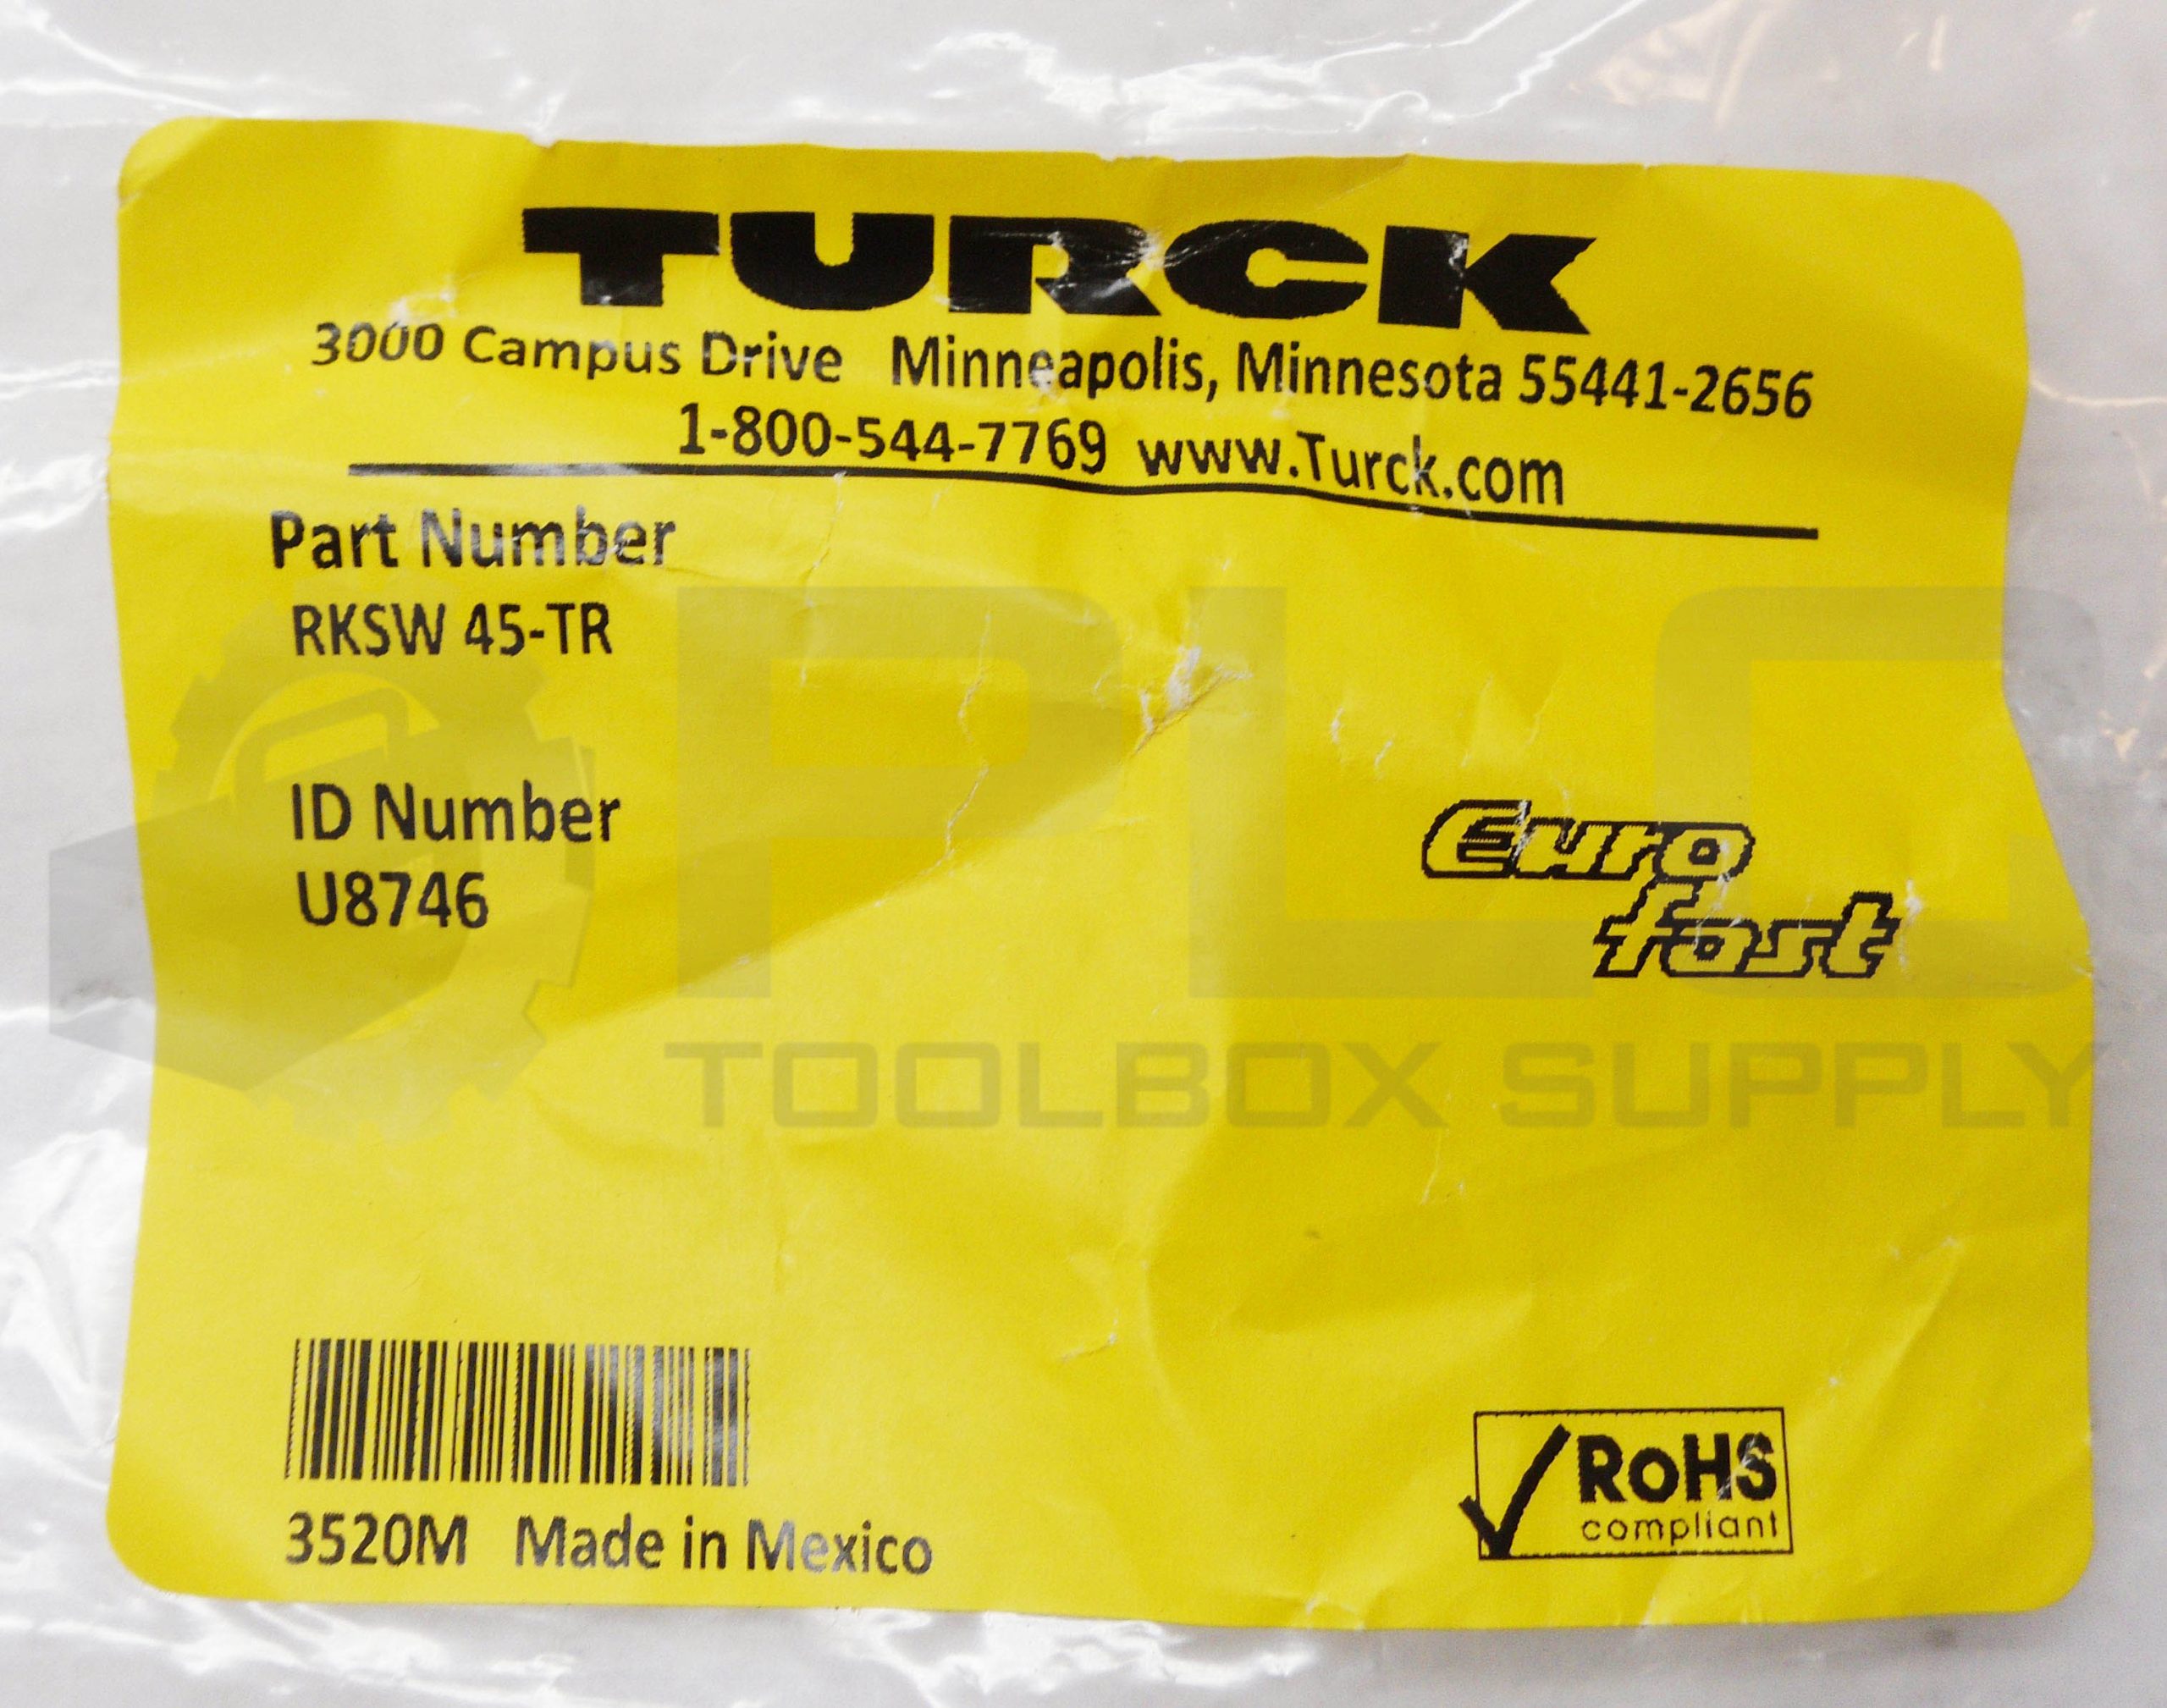 TURCK
3000 Campus Drive Minneapolis, Minnesota 55441-2656
1-800-544-7769 www.Turck.com
Part Number
RKSW 45-TR
ID Number
U8746
Euro
fast
PLC
TOOLBOX SUPPLY
3520M Made in Mexico
RoHS
compliant